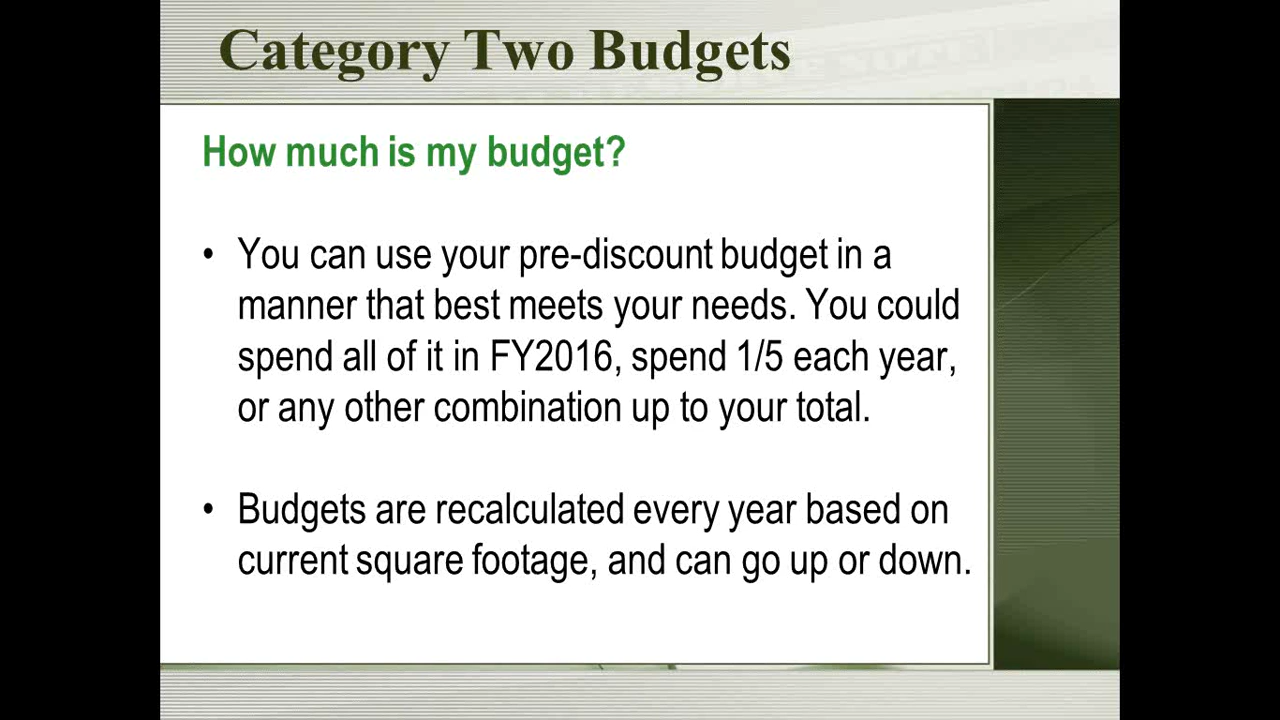 Category Two Budgets
How much is my budget?
• You can use your pre-discount budget in a
manner that best meets your needs. You could
spend all of it in FY2016, spend 1/5 each year,
or any other combination up to your total.
• Budgets are recalculated every year based on
current square footage, and can go up or down.